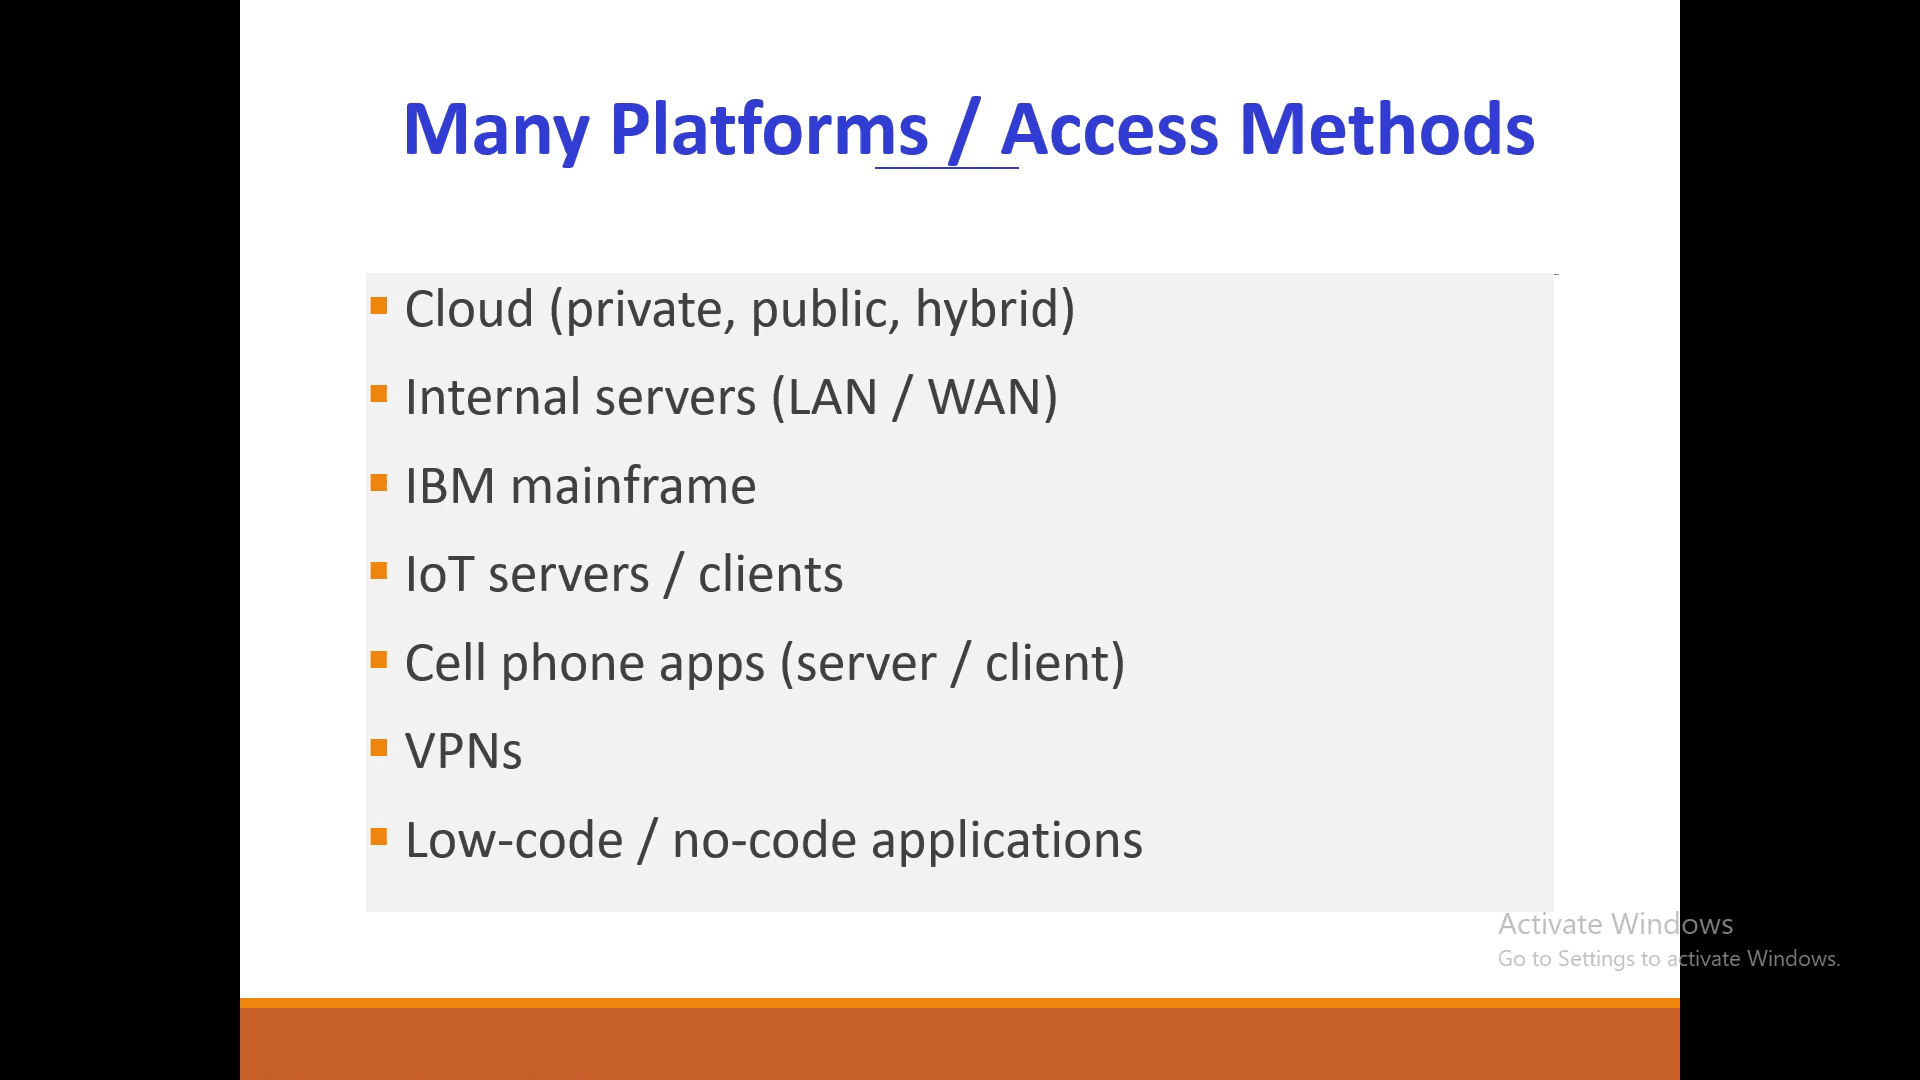 Many Platforms / Access Methods
Cloud (private, public, hybrid)
Internal servers (LAN / WAN)
IBM mainframe
IoT servers / clients
Cell phone apps (server / client)
VPNs
Low-code / no-code applications
Activate Windows
Go to Settings to activate Windows.